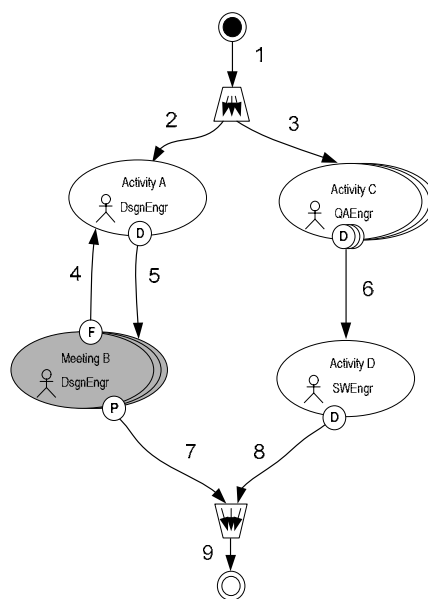 1
2
3
Activity A
DsgnEngr
D
Activity C
QAEngr
D
4
5
6
F
Meeting B
DsgnEngr
P
Activity D
SWEngr
D
7
8
9